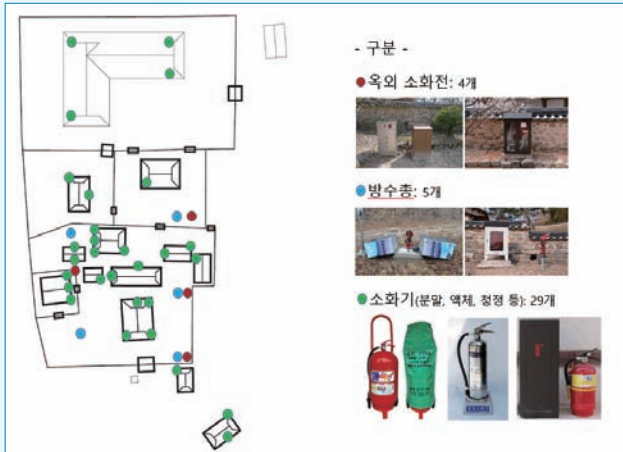 - 구분 -
옥외 소화전: 4개
방수총: 5개
소화기(분말, 액체, 청정 등): 29개